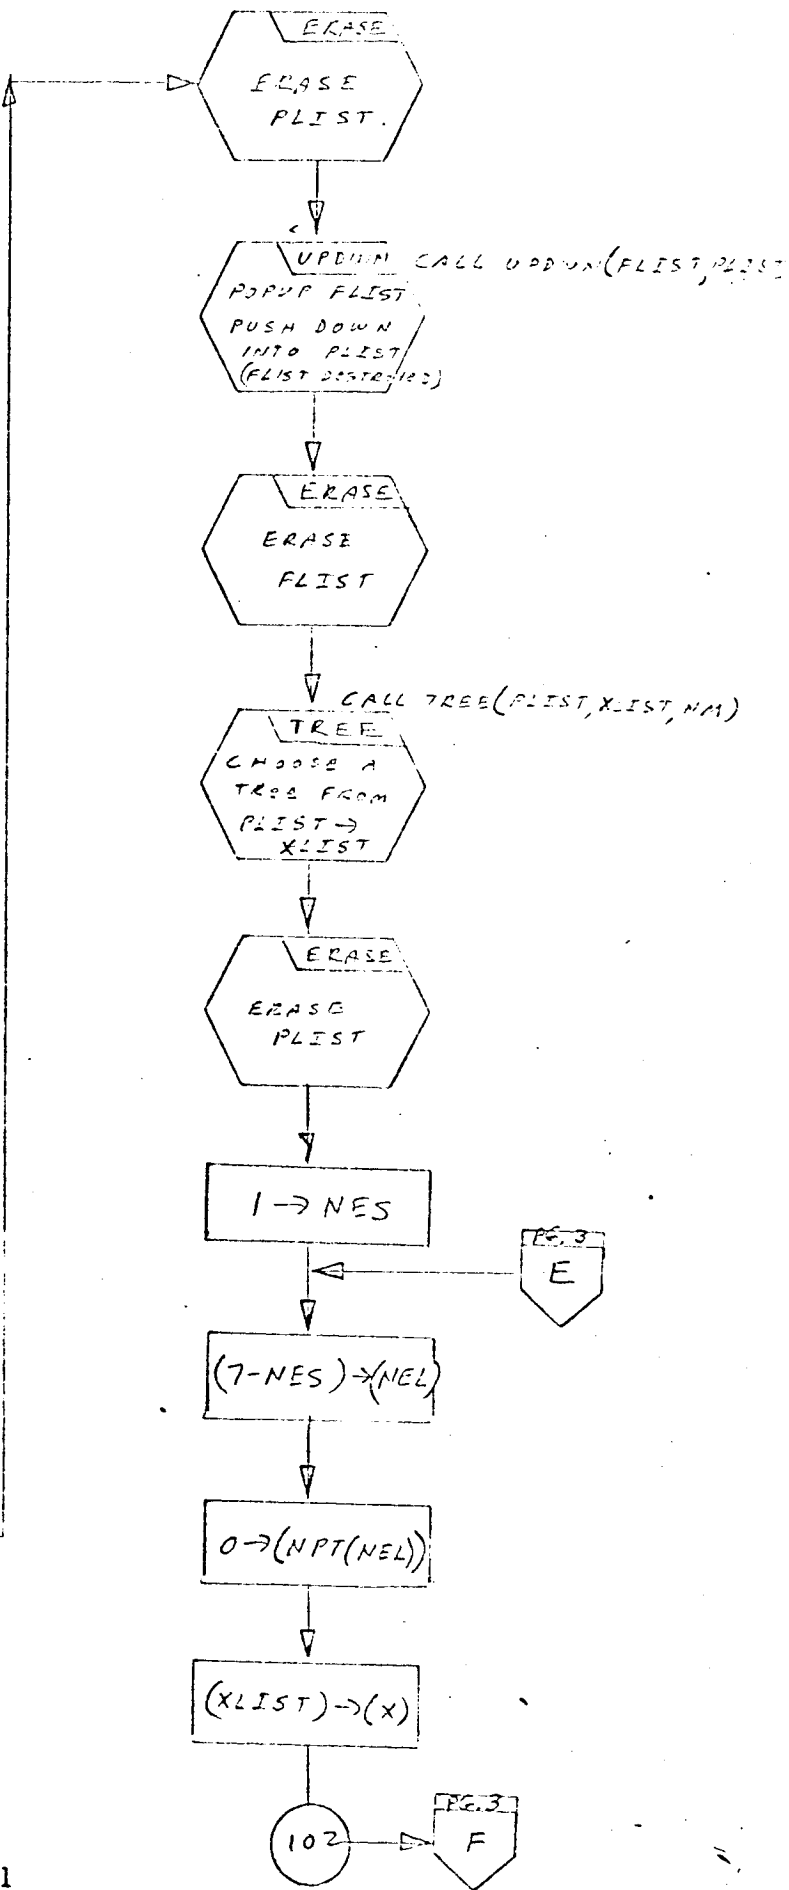 ERASE
ERASE
PLIST.
UPDWN CALL UPDWN(FLIST,PLIST
POPUP FLIST
PUSH DOWN
INTO PLIST
(FLIST DESTROYED)
ERASE
ERASE
FLIST
CALL TREE(PLIST,XLIST,NM)
TREE
CHOOSE A
TREE FROM
PLIST→
XLIST
ERASE
ERASE
PLIST
1→NES
PG. 3
E
(7-NES)→(NEL)
0→(NPT(NEL))
(XLIST)→(X)
102
PG. 3
F
1